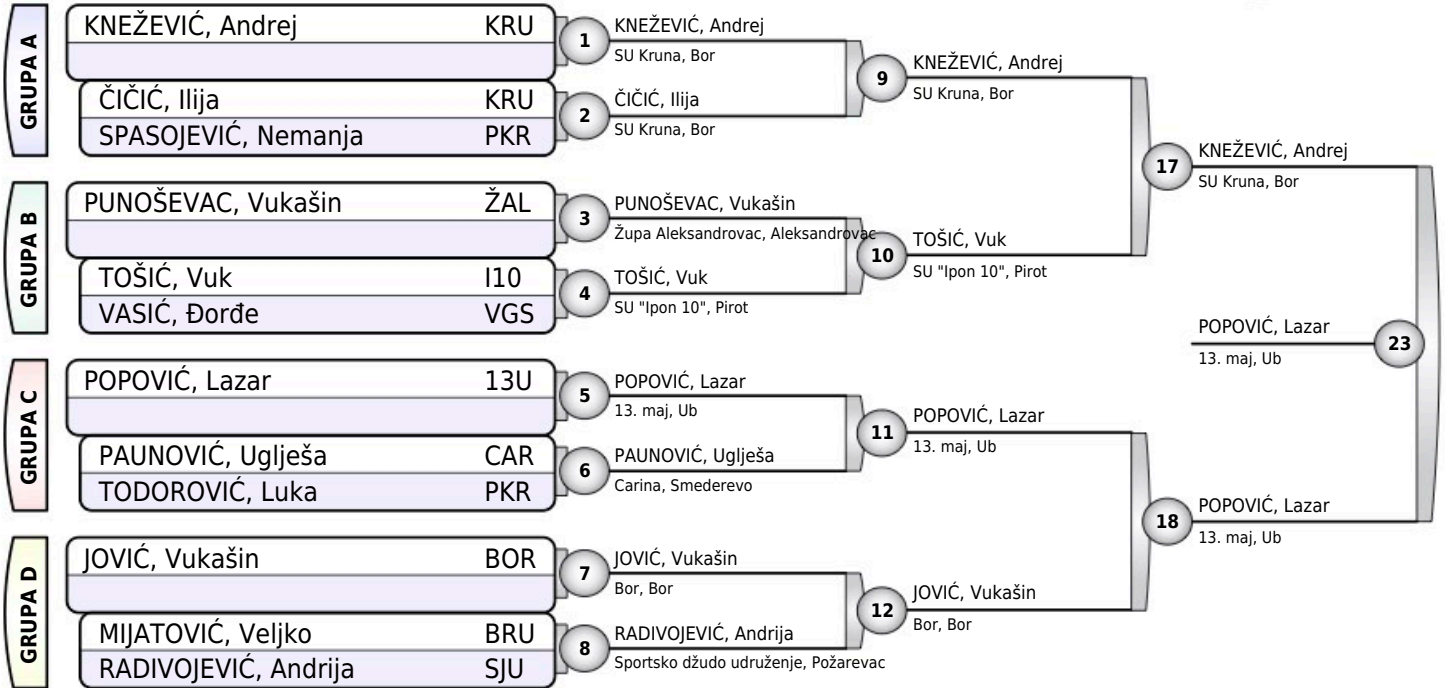 GRUPA A
KNEŽEVIĆ, Andrej KRU
ČIČIĆ, Ilija KRU
SPASOJEVIĆ, Nemanja PKR
GRUPA B
PUNOŠEVAC, Vukašin ŽAL
TOŠIĆ, Vuk I10
VASIĆ, Đorđe VGS
GRUPA C
POPOVIĆ, Lazar 13U
PAUNOVIĆ, Uglješa CAR
TODOROVIĆ, Luka PKR
GRUPA D
JOVIĆ, Vukašin BOR
MIJATOVIĆ, Veljko BRU
RADIVOJEVIĆ, Andrija SJU
1
KNEŽEVIĆ, Andrej
SU Kruna, Bor
2
ČIČIĆ, Ilija
SU Kruna, Bor
3
PUNOŠEVAC, Vukašin
Župa Aleksandrovac, Aleksandrovac
4
TOŠIĆ, Vuk
SU "Ipon 10", Pirot
5
POPOVIĆ, Lazar
13. maj, Ub
6
PAUNOVIĆ, Uglješa
Carina, Smederevo
7
JOVIĆ, Vukašin
Bor, Bor
8
RADIVOJEVIĆ, Andrija
Sportsko džudo udruženje, Požarevac
9
KNEŽEVIĆ, Andrej
SU Kruna, Bor
10
TOŠIĆ, Vuk
SU "Ipon 10", Pirot
11
POPOVIĆ, Lazar
13. maj, Ub
12
JOVIĆ, Vukašin
Bor, Bor
17
KNEŽEVIĆ, Andrej
SU Kruna, Bor
18
POPOVIĆ, Lazar
13. maj, Ub
POPOVIĆ, Lazar
13. maj, Ub
23